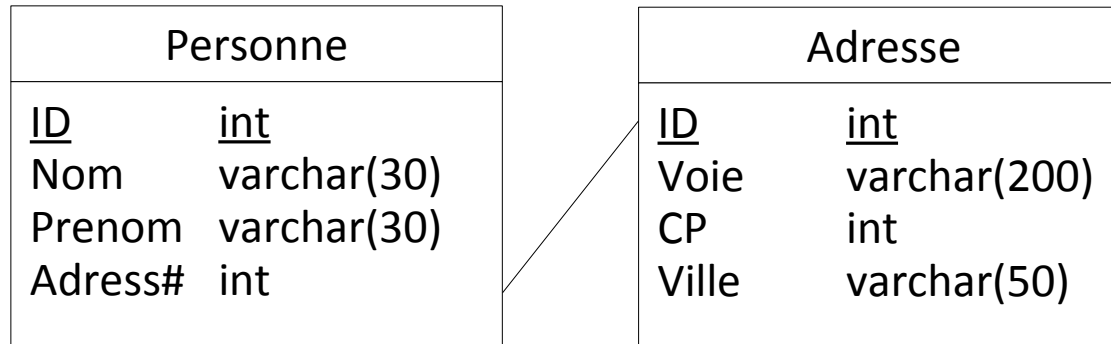 Personne
ID int
Nom varchar(30)
Prenom varchar(30)
Adress# int
Adresse
ID int
Voie varchar(200)
CP int
Ville varchar(50)